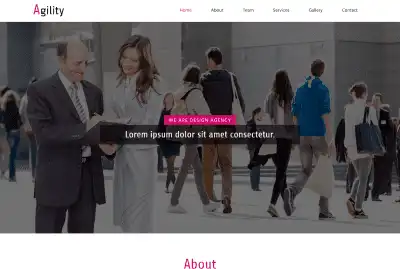 Agility
Home About Team Services Gallery Contact
WE ARE DESIGN AGENCY
Lorem ipsum dolor sit amet consectetur.
About